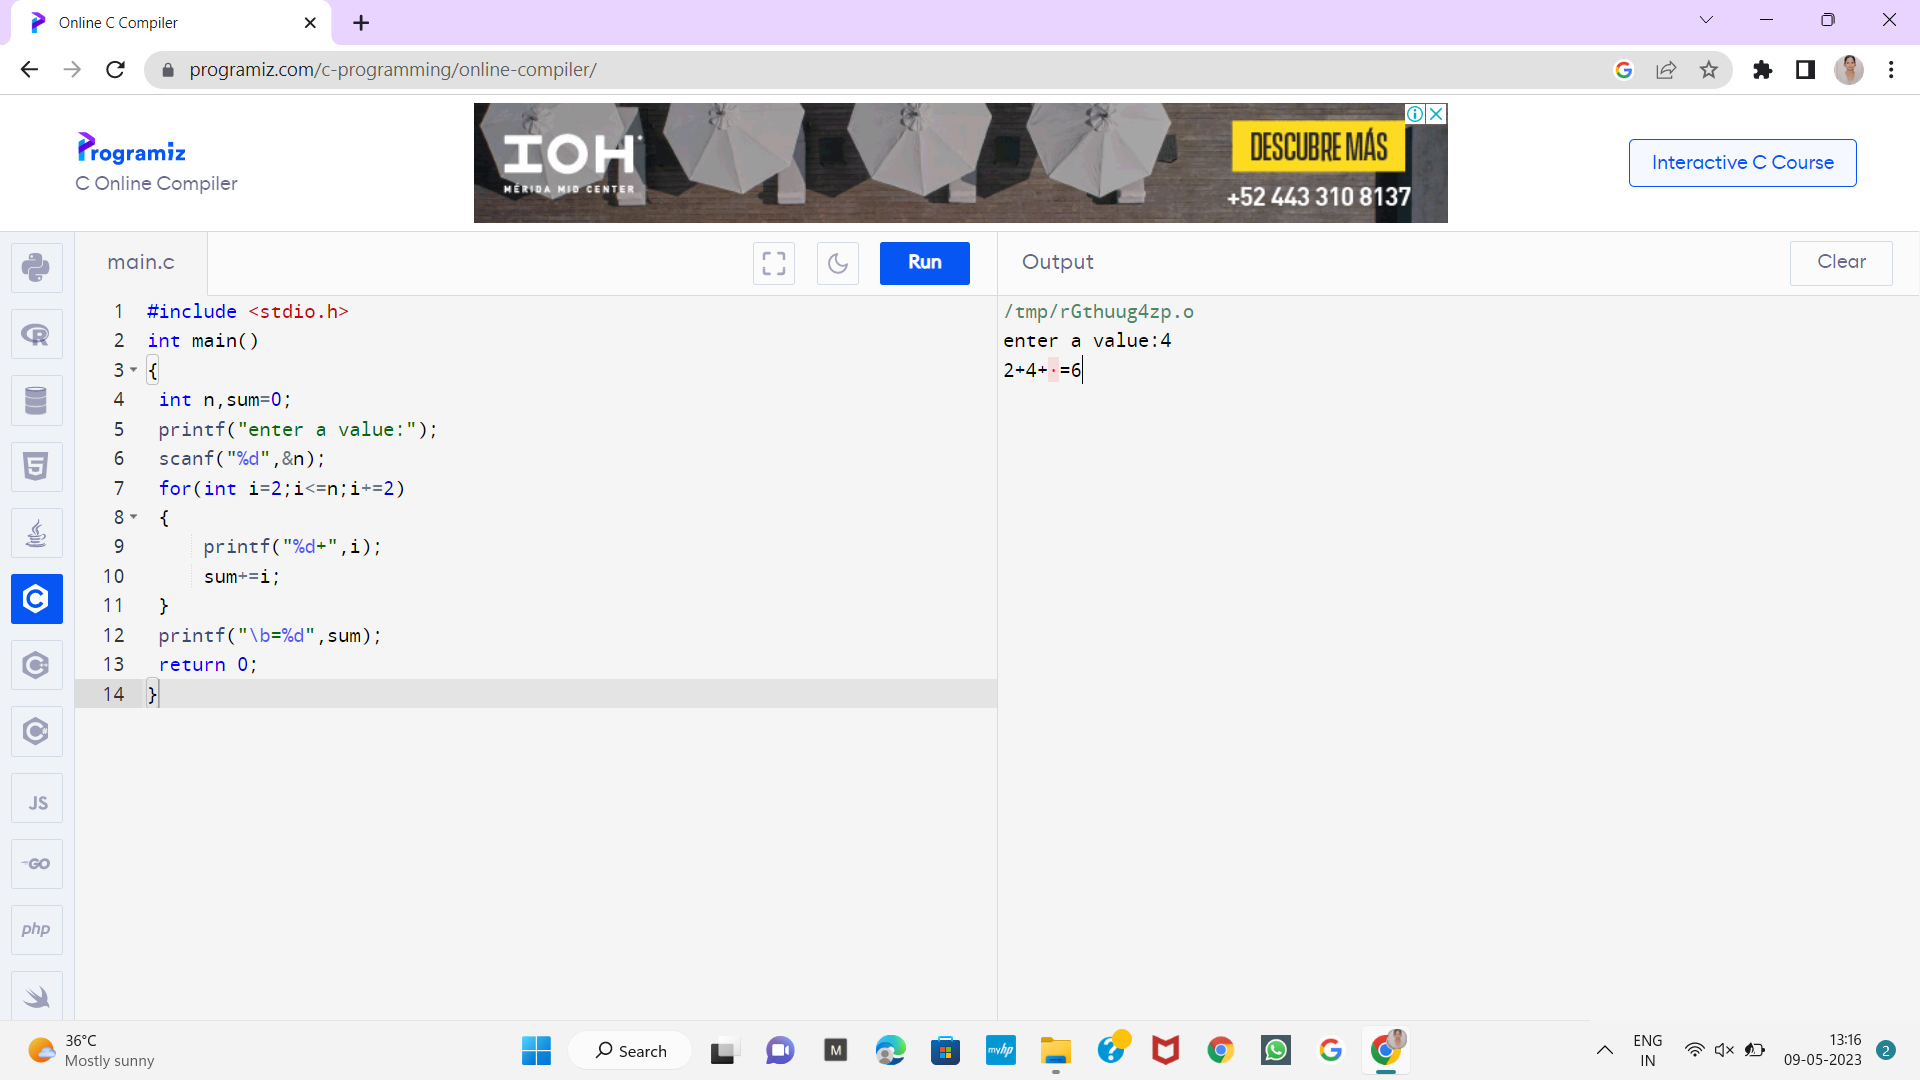 Online C Compiler
programiz.com/c-programming/online-compiler/
Programiz
C Online Compiler
IOH
MÉRIDA MID CENTER
DESCUBRE MÁS
+52 443 310 8137
Interactive C Course
main.c
Run
Output
Clear
1 #include <stdio.h>
2 int main()
3 {
4 int n,sum=0;
5 printf("enter a value:");
6 scanf("%d",&n);
7 for(int i=2;i<=n;i+=2)
8 {
9 printf("%d+",i);
10 sum+=i;
11 }
12 printf("\b=%d",sum);
13 return 0;
14 }
/tmp/rGthuug4zp.o
enter a value:4
2+4+·=6
R
5
C
C
JS
GO
php
36°C
Mostly sunny
Search
M
myhp
?
ENG
IN
13:16
09-05-2023
2